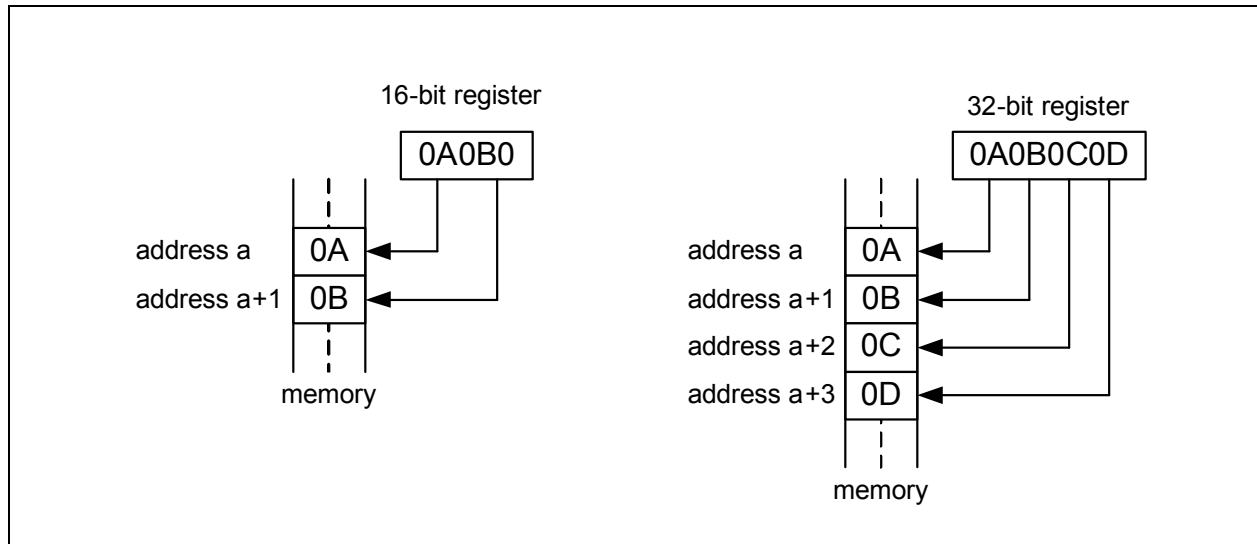 16-bit register
0A0B0
address a
0A
address a+1
0B
memory
32-bit register
0A0B0C0D
address a
0A
address a+1
0B
address a+2
0C
address a+3
0D
memory